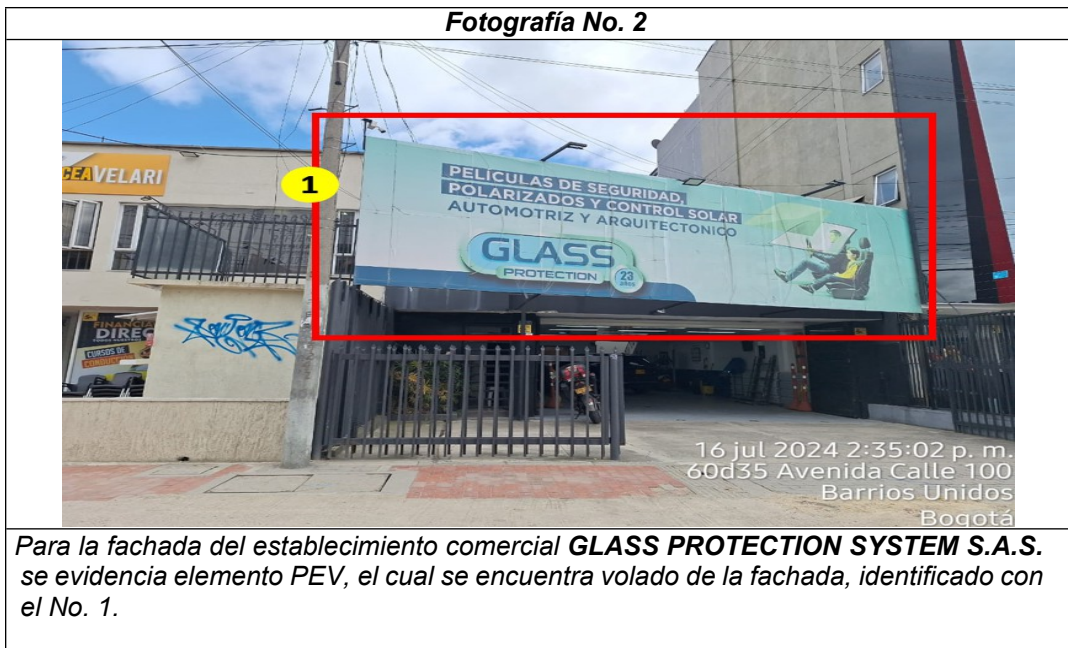 Fotografía No. 2
CEAVELARI
1
PELICULAS DE SEGURIDAD,
POLARIZADOS Y CONTROL SOLAR
AUTOMOTRIZ Y ARQUITECTONICO
GLASS
PROTECTION
23
años
DIREC
CURSOS DE
16 jul 2024 2:35:02 p. m.
60d35 Avenida Calle 100
Barrios Unidos
Bogotá
Para la fachada del establecimiento comercial GLASS PROTECTION SYSTEM S.A.S.
se evidencia elemento PEV, el cual se encuentra volado de la fachada, identificado con
el No. 1.